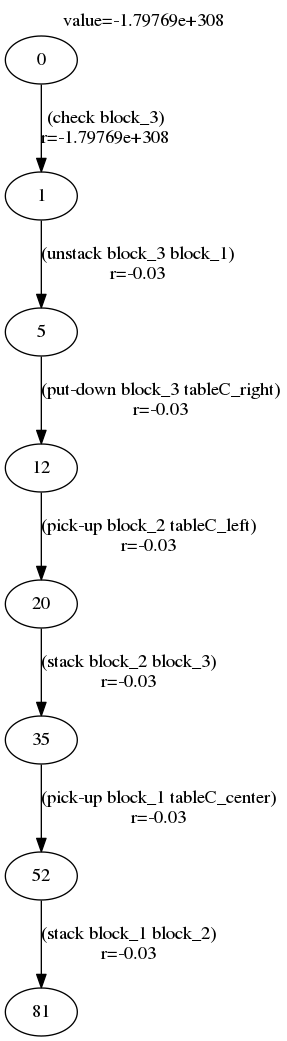 value=-1.79769e+308
0
(check block_3)
r=-1.79769e+308
1
(unstack block_3 block_1)
r=-0.03
5
(put-down block_3 tableC_right)
r=-0.03
12
(pick-up block_2 tableC_left)
r=-0.03
20
(stack block_2 block_3)
r=-0.03
35
(pick-up block_1 tableC_center)
r=-0.03
52
(stack block_1 block_2)
r=-0.03
81